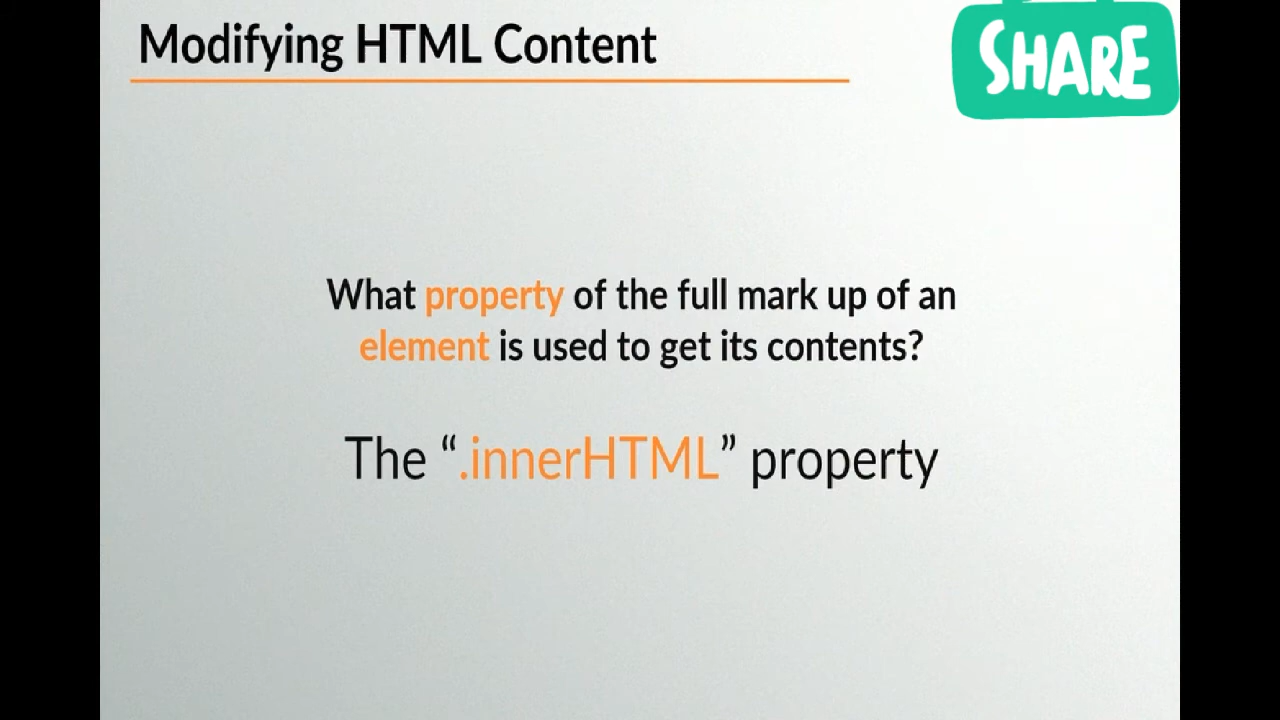 Modifying HTML Content
SHARE
What property of the full mark up of an
element is used to get its contents?
The “.innerHTML” property